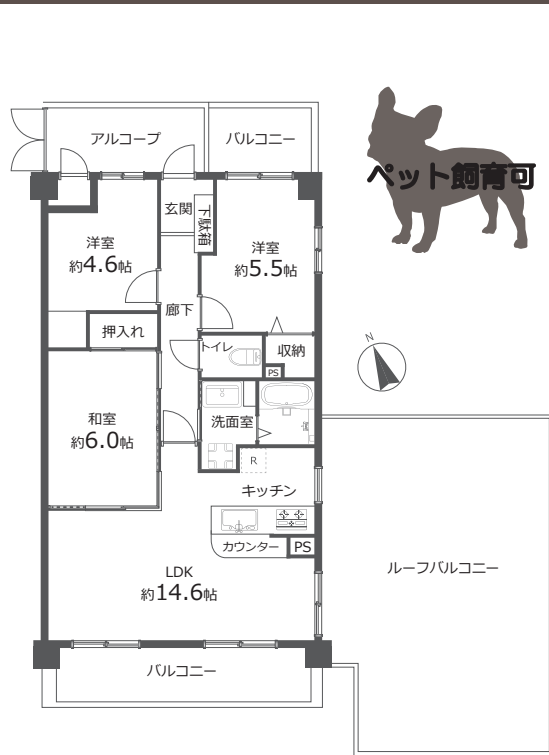 アルコープ
バルコニー
ペット飼育可
玄関
下駄箱
洋室
約4.6帖
洋室
約5.5帖
廊下
押入れ
トイレ
収納
PS
N
和室
約6.0帖
洗面室
R
キッチン
カウンター
PS
LDK
約14.6帖
ルーフバルコニー
バルコニー